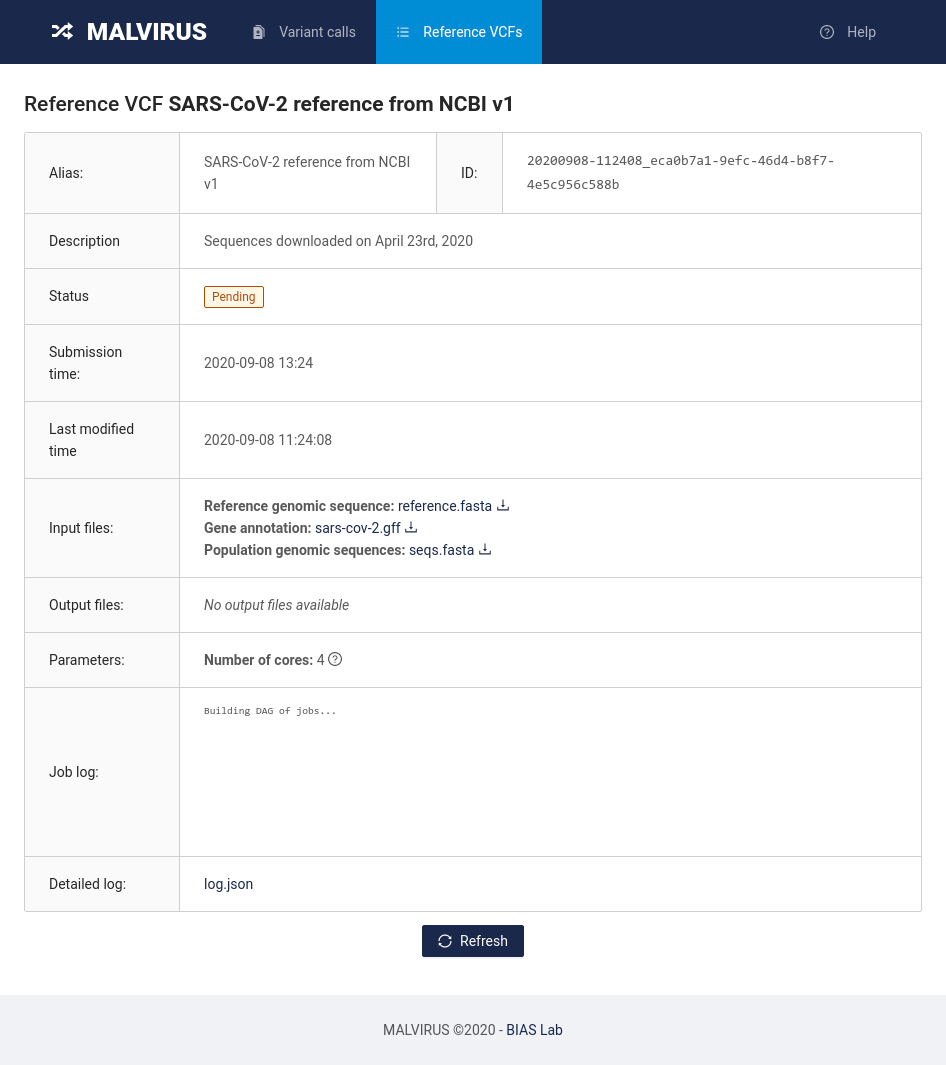 MALVIRUS
Variant calls
Reference VCFs
Help
Reference VCF SARS-CoV-2 reference from NCBI v1
Alias:
SARS-CoV-2 reference from NCBI
v1
ID:
20200908-112408_eca0b7a1-9efc-46d4-b8f7-
4e5c956c588b
Description
Sequences downloaded on April 23rd, 2020
Status
Pending
Submission
time:
2020-09-08 13:24
Last modified
time
2020-09-08 11:24:08
Input files:
Reference genomic sequence: reference.fasta
Gene annotation: sars-cov-2.gff
Population genomic sequences: seqs.fasta
Output files:
No output files available
Parameters:
Number of cores: 4
Job log:
Building DAG of jobs...
Detailed log:
log.json
Refresh
MALVIRUS ©2020 - BIAS Lab